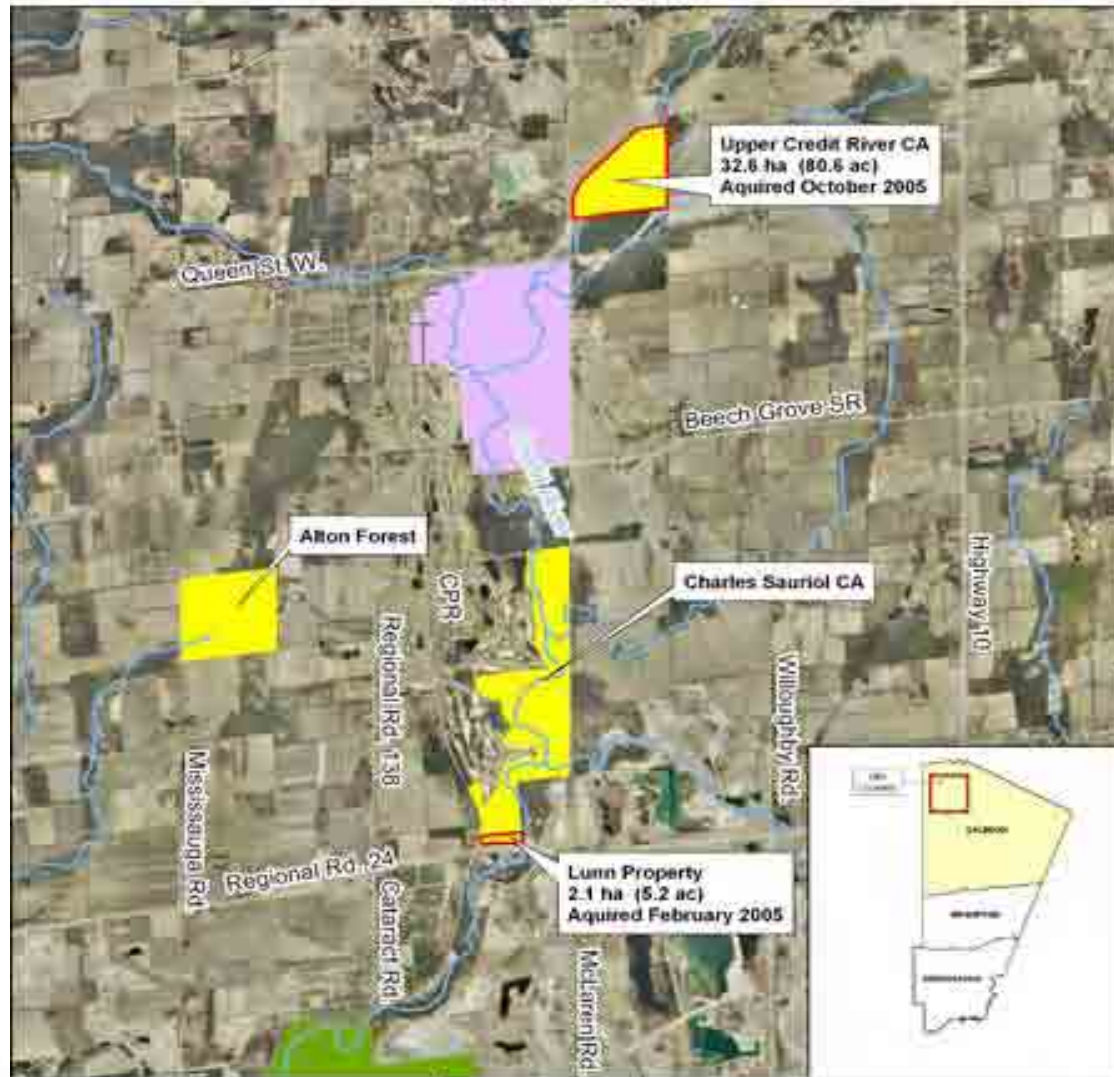 Upper Credit River CA
32.6 ha (80.6 ac)
Aquired October 2005
Queen St. W.
Beech Grove SR
Alton Forest
Charles Sauriol CA
CPR
Regional Rd. 138
Highway 10
Willoughby Rd.
Mississauga Rd.
Regional Rd. 24
Cataract Rd.
Lunn Property
2.1 ha (5.2 ac)
Aquired February 2005
McLaren Rd.
CALEDON
BRAMPTON
MISSISSAUGA